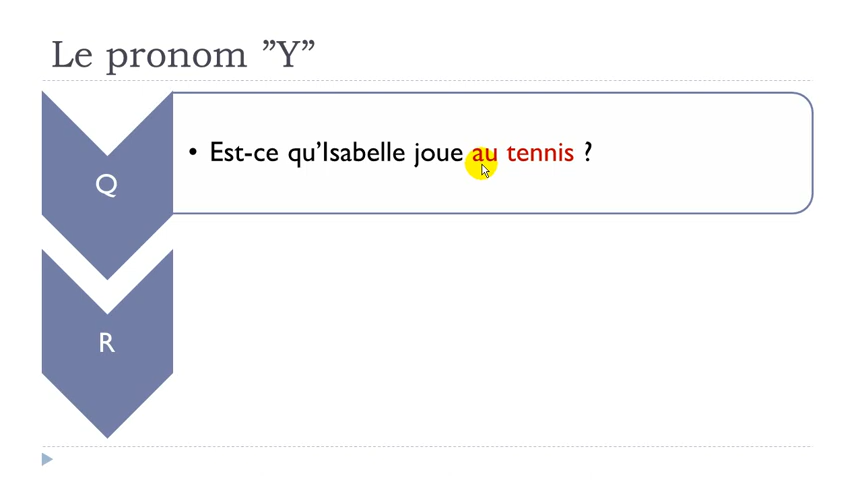 Le pronom ”Y”
Q
• Est-ce qu’Isabelle joue au tennis ?
R